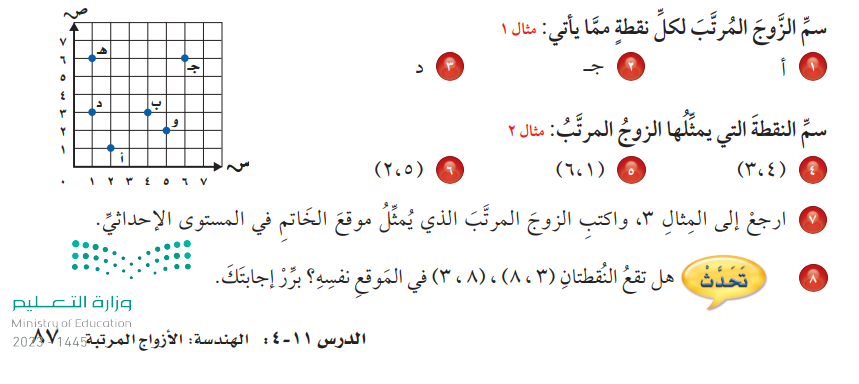 سمِّ الزَّوجَ المُرتَّبَ لكلِّ نقطةٍ ممَّا يأتي: مثال ١
١ أ ٢ جـ ٣ د
سمِّ النقطةَ التي يمثِّلُها الزوجُ المرتَّبُ: مثال ٢
٤ (٣،٤) ٥ (٦،١) ٦ (٢،٥)
ص
٧
٦
٥
٤
٣
٢
١
٠ ١ ٢ ٣ ٤ ٥ ٦ ٧
س
هـ
جـ
د
ب
و
أ
٧ ارجعْ إلى المِثالِ ٣، واكتبِ الزوجَ المرتَّبَ الذي يُمثِّلُ موقعَ الخَاتمِ في المستوى الإحداثيِّ.
٨ تَحَدَّثْ هل تقعُ النُقطتانِ (٨،٣)، (٣،٨) في المَوقعِ نفسِهِ؟ برِّرْ إجابتَكَ.
وزارة التعـليم
Ministry of Education
2023 - 1445
الدرس ١١-٤: الهندسة: الأزواج المرتبة ٨٧